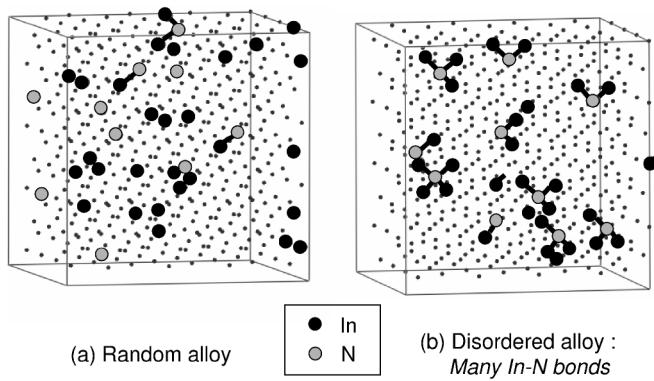 (a) Random alloy
In
N
(b) Disordered alloy :
Many In-N bonds